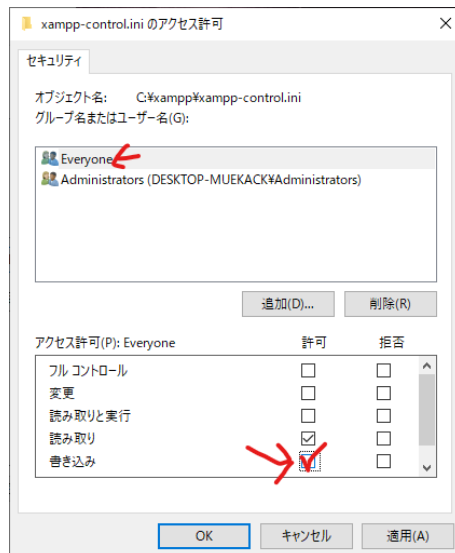 xampp-control.ini のアクセス許可
セキュリティ
オブジェクト名: C:¥xampp¥xampp-control.ini
グループ名またはユーザー名(G):
Everyone
Administrators (DESKTOP-MUEKACK¥Administrators)
追加(D)... 削除(R)
アクセス許可(P): Everyone 許可 拒否
フル コントロール
変更
読み取りと実行
読み取り
書き込み
OK キャンセル 適用(A)